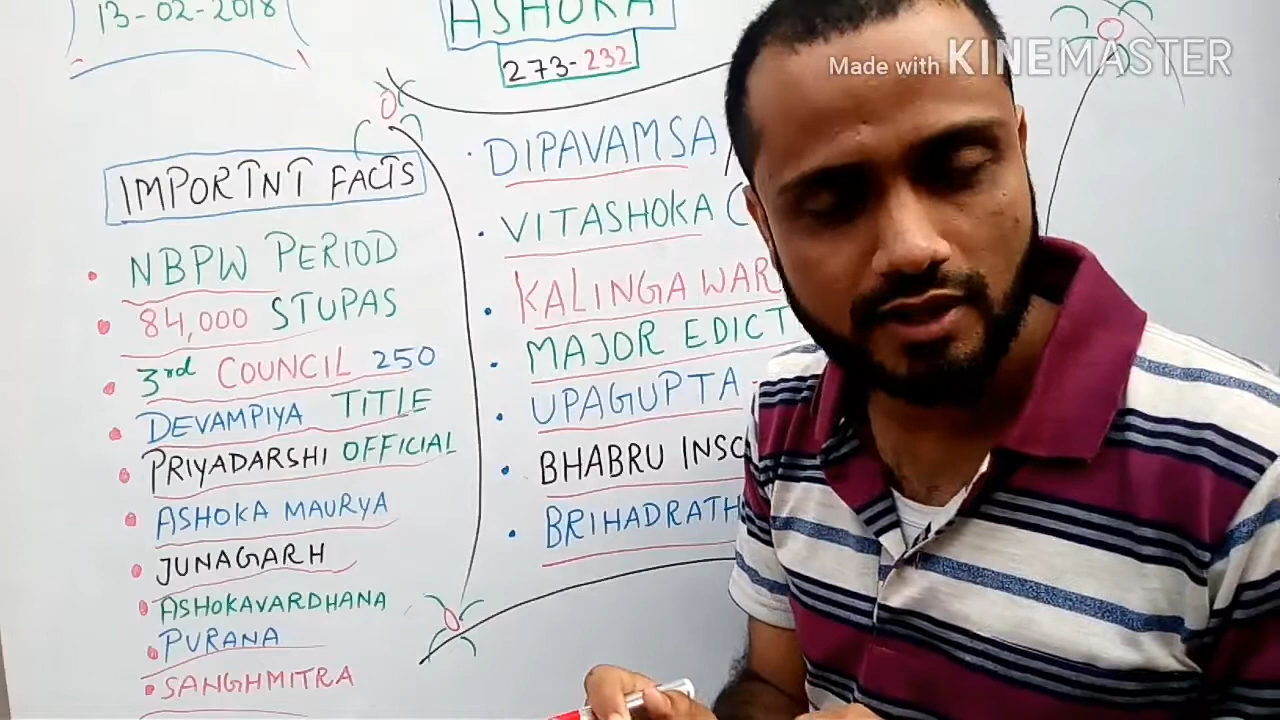 13-02-2018
ASHOKA
273-232
Made with KINEMASTER
IMPORTNT FACTS
• NBPW PERIOD
• 84,000 STUPAS
• 3rd COUNCIL 250
• DEVAMPIYA TITLE
• PRIYADARSHI OFFICIAL
• ASHOKA MAURYA
• JUNAGARH
• ASHOKAVARDHANA
• PURANA
• SANGHMITRA
• DIPAVAMSA /
• VITASHOKA (
• KALINGA WAR
• MAJOR EDICT
• UPAGUPTA
• BHABRU INSC
• BRIHADRATH